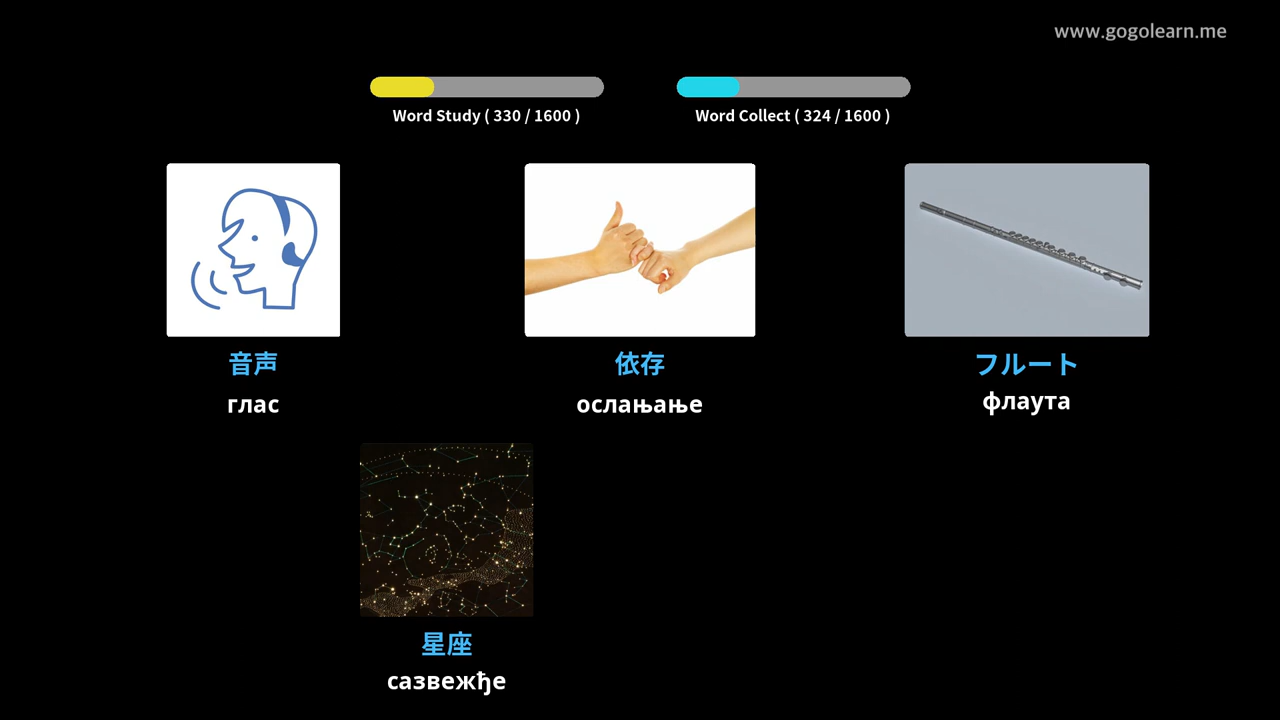 www.gogolearn.me
Word Study ( 330 / 1600 )
Word Collect ( 324 / 1600 )
音声
глас
依存
ослањање
フルート
флаута
星座
сазвежђе